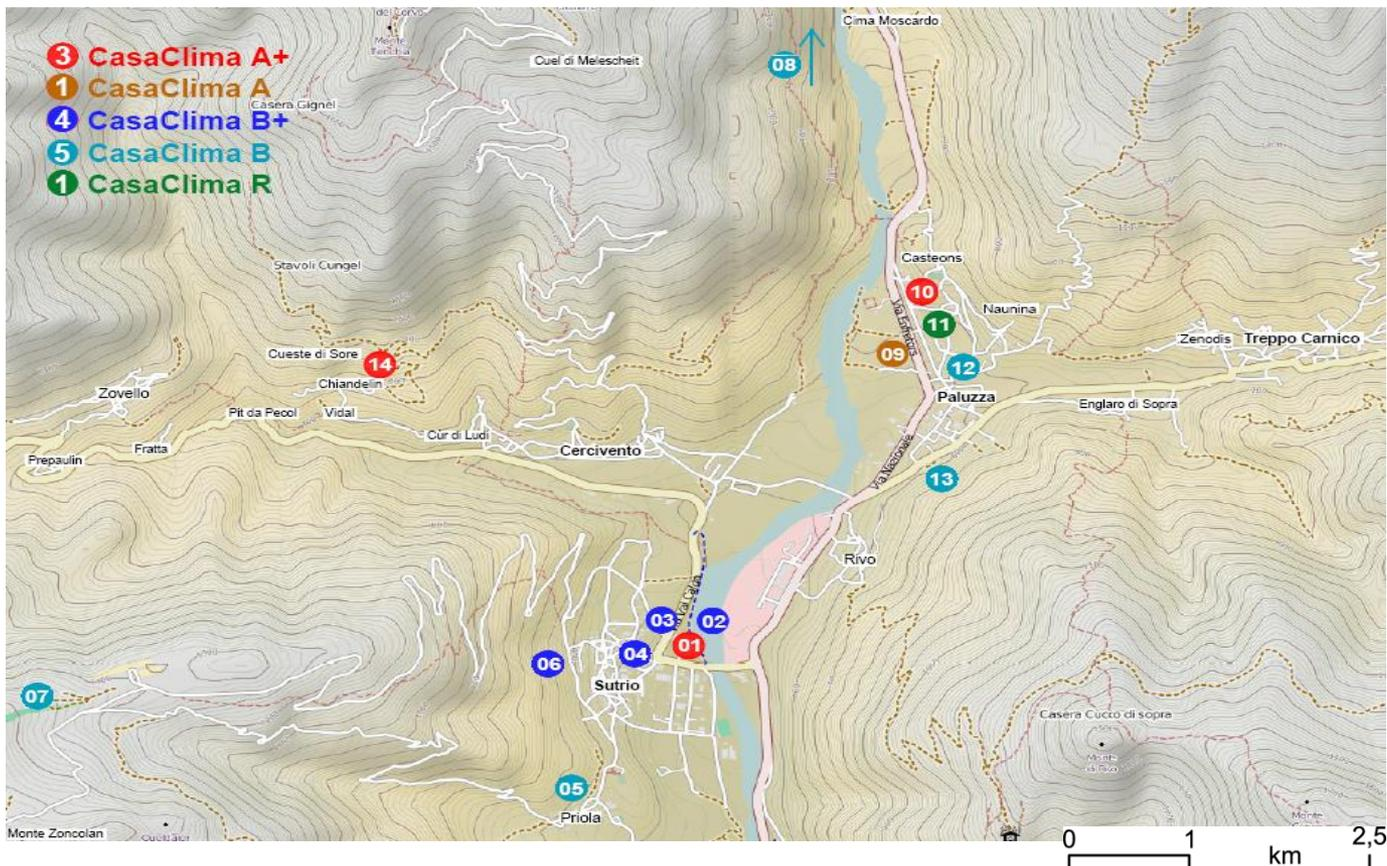 Cima Moscardo
3 CasaClima A+
1 CasaClima A
4 CasaClima B+
5 CasaClima B
1 CasaClima R
Cuel di Melescheit
08
Casera Gignel
Casteons
Stavoli Cungel
10
Naunina
11
Via Nazionale
Zenodis
Treppo Carnico
Cueste di Sore
14
09
12
Chiandelin
Zovello
Paluzza
Englaro di Sopra
Pit da Pecol
Vidal
Cûr di Ludi
Fratta
Cercivento
Prepaulin
13
Rivo
03
02
01
04
06
Sutrio
07
Casera Cucco di sopra
05
Priola
Monte Zoncolan
0
1
2,5
km